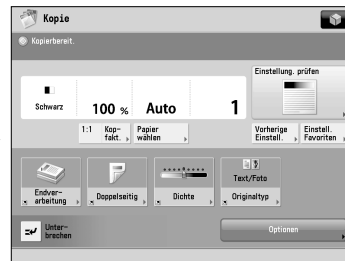 Kopie
Kopierbereit.
Einstellung. prüfen
Schwarz
100 %
Auto
1
1:1 Kop-
fakt.
Papier
wählen
Vorherige
Einstell.
Einstell.
Favoriten
Endver-
arbeitung
Doppelseitig
Dichte
Text/Foto
Originaltyp
Unter-
brechen
Optionen